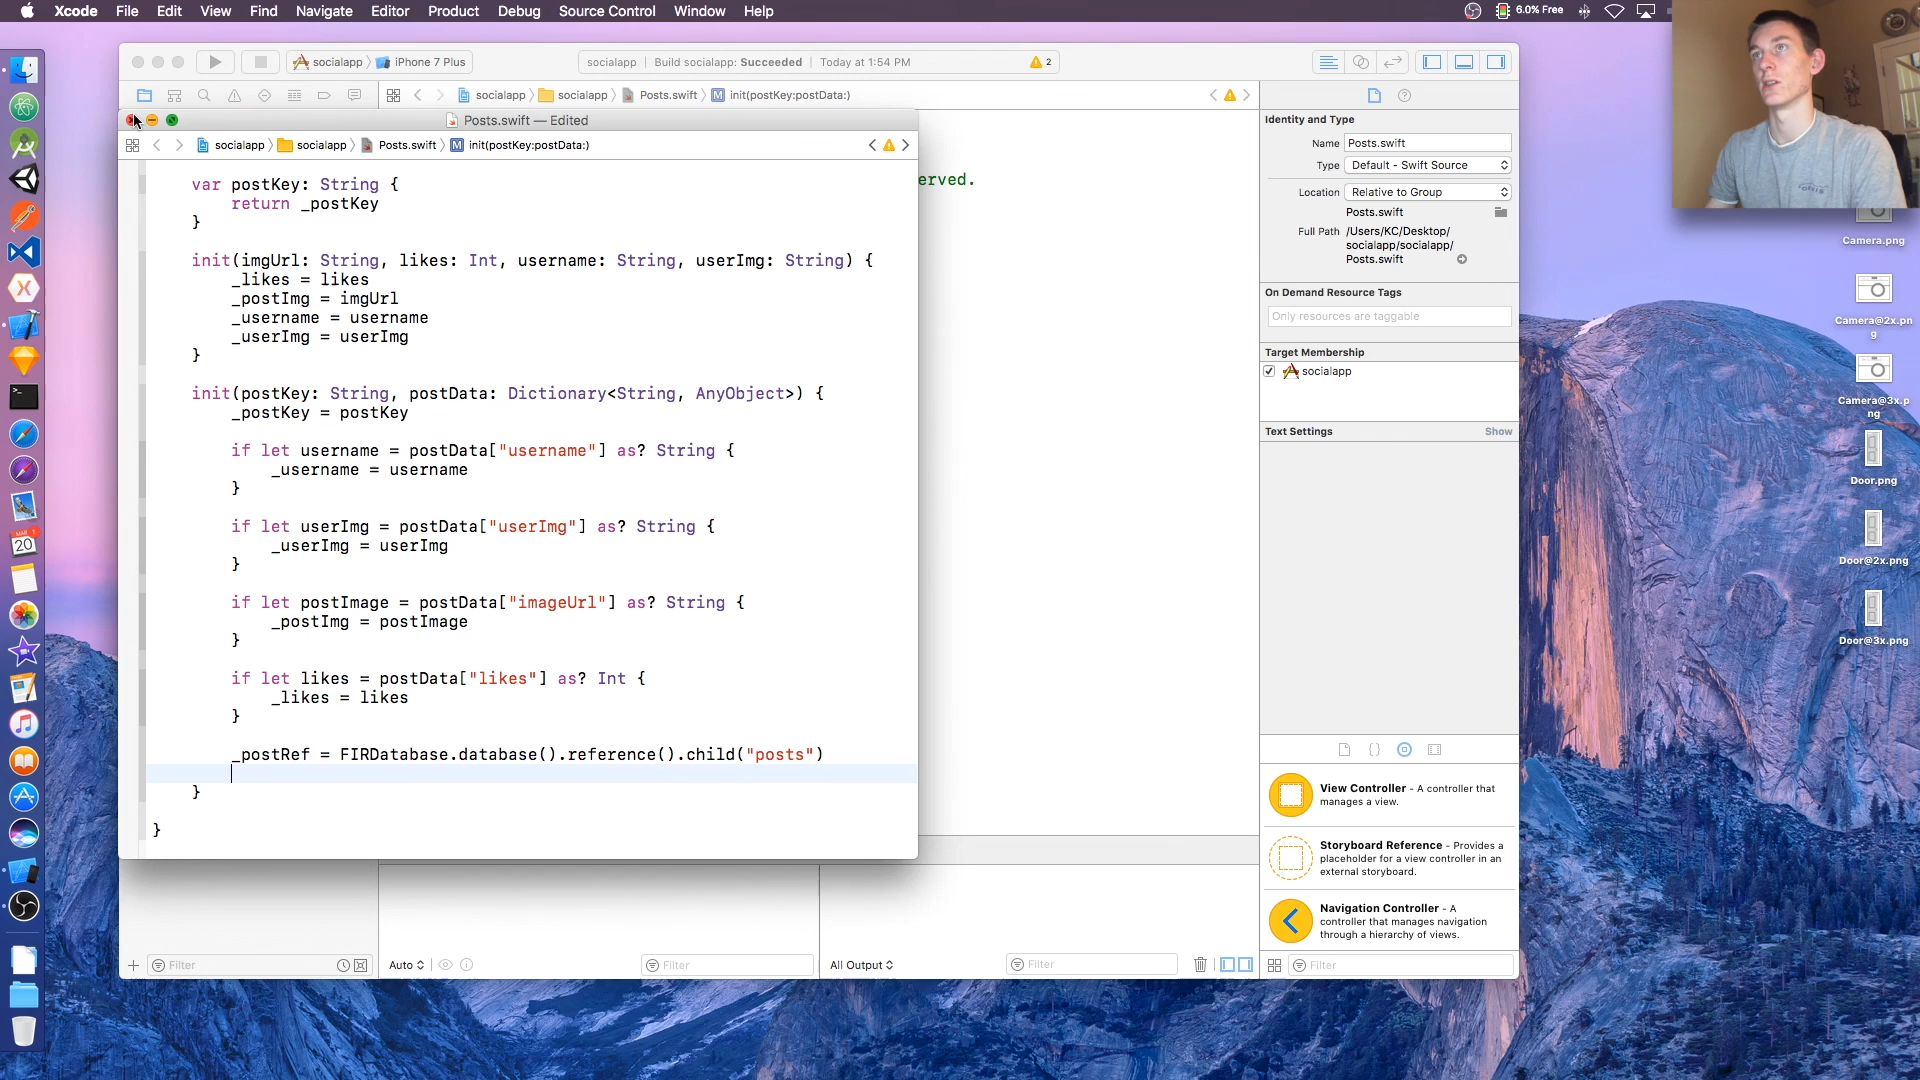 Xcode File Edit View Find Navigate Editor Product Debug Source Control Window Help
6.0% Free
socialapp iPhone 7 Plus
socialapp | Build socialapp: Succeeded | Today at 1:54 PM
2
socialapp socialapp Posts.swift M init(postKey:postData:)
Posts.swift — Edited
socialapp socialapp Posts.swift M init(postKey:postData:)
var postKey: String {
return _postKey
}
init(imgUrl: String, likes: Int, username: String, userImg: String) {
_likes = likes
_postImg = imgUrl
_username = username
_userImg = userImg
}
init(postKey: String, postData: Dictionary<String, AnyObject>) {
_postKey = postKey
if let username = postData["username"] as? String {
_username = username
}
if let userImg = postData["userImg"] as? String {
_userImg = userImg
}
if let postImage = postData["imageUrl"] as? String {
_postImg = postImage
}
if let likes = postData["likes"] as? Int {
_likes = likes
}
_postRef = FIRDatabase.database().reference().child("posts")
}
}
erved.
Identity and Type
Name Posts.swift
Type Default - Swift Source
Location Relative to Group
Posts.swift
Full Path /Users/KC/Desktop/
socialapp/socialapp/
Posts.swift
On Demand Resource Tags
Only resources are taggable
Target Membership
socialapp
Text Settings Show
View Controller - A controller that
manages a view.
Storyboard Reference - Provides a
placeholder for a view controller in an
external storyboard.
Navigation Controller - A
controller that manages navigation
through a hierarchy of views.
Filter
Auto
Filter
All Output
Filter
Filter
Camera.png
Camera@2x.pn
g
Camera@3x.p
ng
Door.png
Door@2x.png
Door@3x.png
MAR
20
1